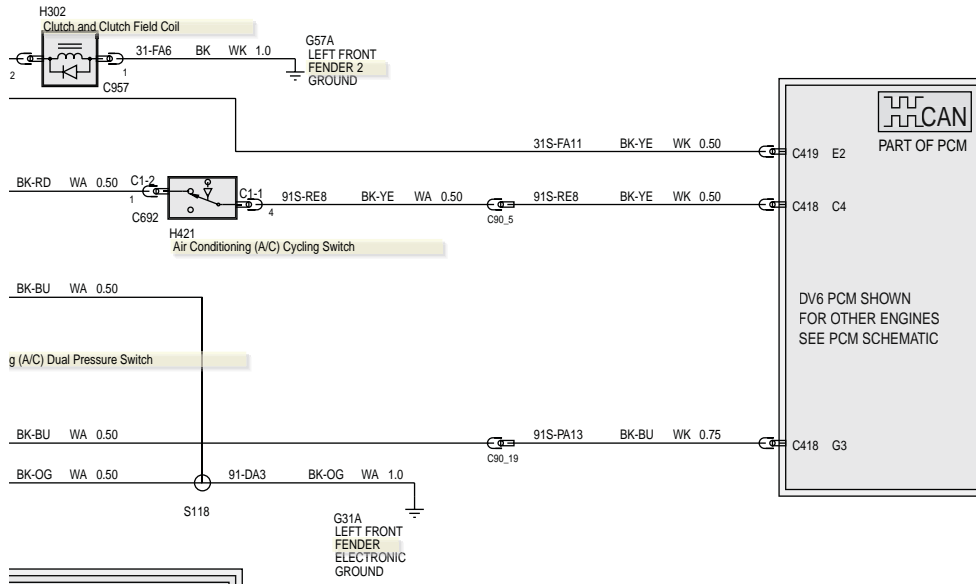 H302
Clutch and Clutch Field Coil
31-FA6 BK WK 1.0
2
1
C957
G57A
LEFT FRONT
FENDER 2
GROUND
CAN
PART OF PCM
31S-FA11 BK-YE WK 0.50
C419 E2
BK-RD WA 0.50 C1-2
1
C692
C1-1
4
91S-RE8 BK-YE WA 0.50
C90_5
91S-RE8 BK-YE WK 0.50
C418 C4
H421
Air Conditioning (A/C) Cycling Switch
BK-BU WA 0.50
DV6 PCM SHOWN
FOR OTHER ENGINES
SEE PCM SCHEMATIC
g (A/C) Dual Pressure Switch
BK-BU WA 0.50
C90_19
91S-PA13 BK-BU WK 0.75
C418 G3
BK-OG WA 0.50
91-DA3 BK-OG WA 1.0
S118
G31A
LEFT FRONT
FENDER
ELECTRONIC
GROUND